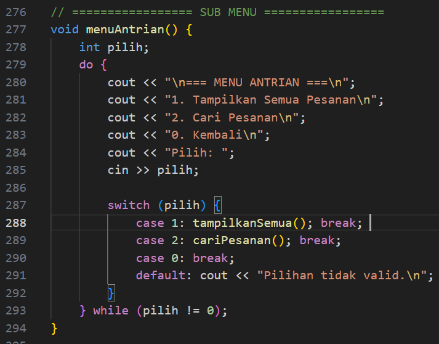 276 // ================= SUB MENU =================
277 void menuAntrian() {
278     int pilih;
279     do {
280         cout << "\n=== MENU ANTRIAN ===\n";
281         cout << "1. Tampilkan Semua Pesanan\n";
282         cout << "2. Cari Pesanan\n";
283         cout << "0. Kembali\n";
284         cout << "Pilih: ";
285         cin >> pilih;
286
287         switch (pilih) {
288             case 1: tampilkanSemua(); break;
289             case 2: cariPesanan(); break;
290             case 0: break;
291             default: cout << "Pilihan tidak valid.\n";
292         }
293     } while (pilih != 0);
294 }